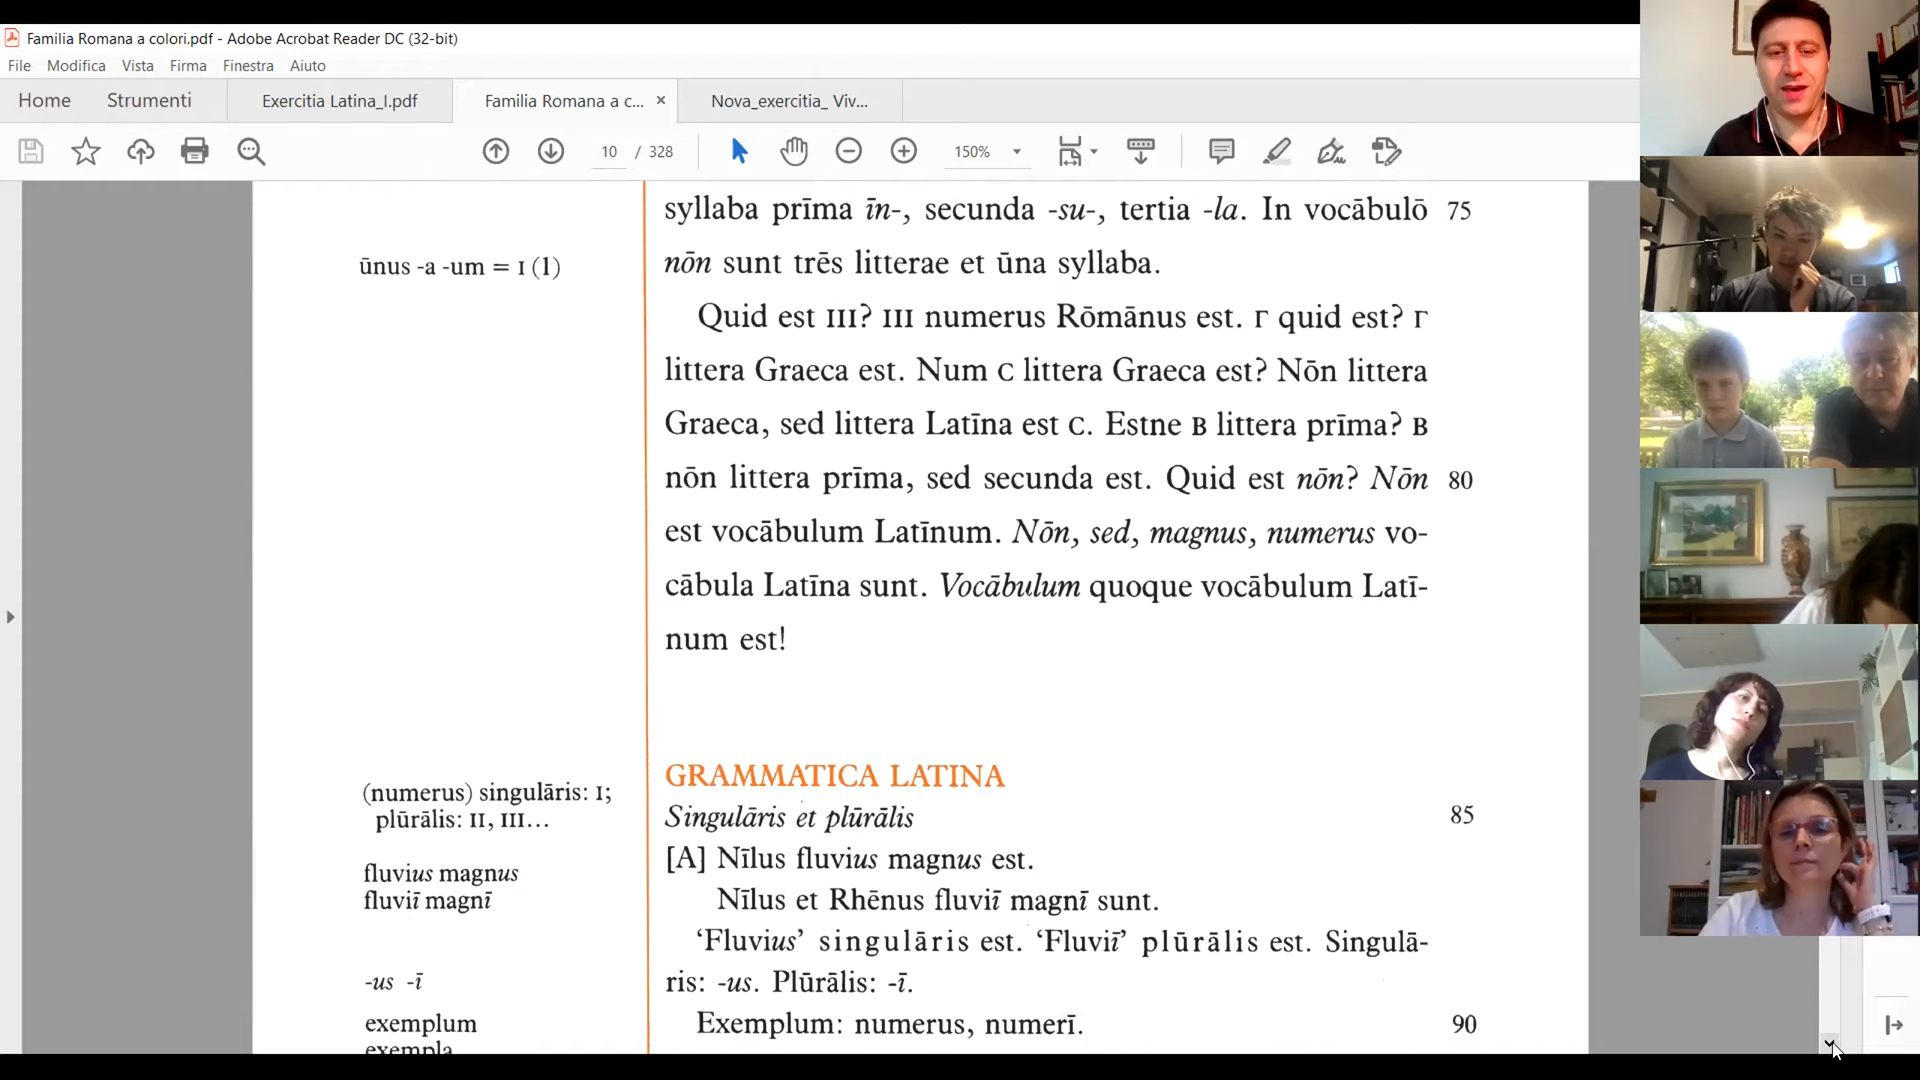 Familia Romana a colori.pdf - Adobe Acrobat Reader DC (32-bit)
File Modifica Vista Firma Finestra Aiuto
Home Strumenti Exercitia Latina_I.pdf Familia Romana a c... × Nova_exercitia_ Viv...
10 / 328 150%
syllaba prīma īn-, secunda -su-, tertia -la. In vocābulō 75
ūnus -a -um = I (1)
nōn sunt trēs litterae et ūna syllaba.
Quid est III? III numerus Rōmānus est. Γ quid est? Γ
littera Graeca est. Num C littera Graeca est? Nōn littera
Graeca, sed littera Latīna est C. Estne B littera prīma? B
nōn littera prīma, sed secunda est. Quid est nōn? Nōn 80
est vocābulum Latīnum. Nōn, sed, magnus, numerus vo-
cābula Latīna sunt. Vocābulum quoque vocābulum Latī-
num est!
GRAMMATICA LATINA
(numerus) singulāris: I;
plūrālis: II, III...
Singulāris et plūrālis 85
[A] Nīlus fluvius magnus est.
fluvius magnus
fluviī magnī
Nīlus et Rhēnus fluviī magnī sunt.
‘Fluvius’ singulāris est. ‘Fluviī’ plūrālis est. Singulā-
-us -ī
ris: -us. Plūrālis: -ī.
exemplum
Exemplum: numerus, numerī. 90
exempla